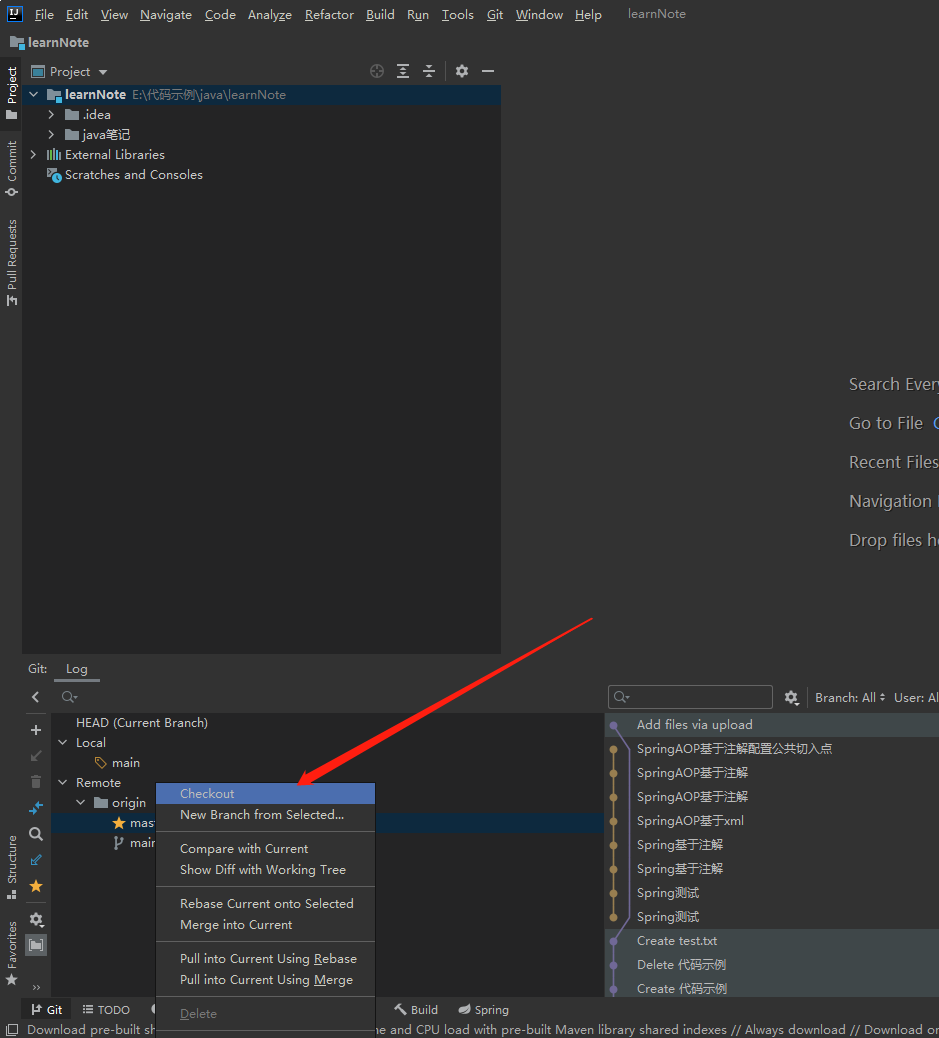 File Edit View Navigate Code Analyze Refactor Build Run Tools Git Window Help learnNote
learnNote
Project
Project
learnNote E:\代码示例\java\learnNote
.idea
java笔记
External Libraries
Scratches and Consoles
Commit
Pull Requests
Search
Go to File
Recent Files
Navigation
Drop files
Git: Log
Branch: All User:
HEAD (Current Branch)
Local
main
Remote
origin
Checkout
New Branch from Selected...
Compare with Current
Show Diff with Working Tree
Rebase Current onto Selected
Merge into Current
Pull into Current Using Rebase
Pull into Current Using Merge
Delete
Add files via upload
SpringAOP基于注解配置公共切入点
SpringAOP基于注解
SpringAOP基于注解
SpringAOP基于xml
Spring基于注解
Spring基于注解
Spring测试
Spring测试
Create test.txt
Delete 代码示例
Create 代码示例
Structure
Favorites
Git TODO Build Spring
Download pre-built and CPU load with pre-built Maven library shared indexes // Always download // Download